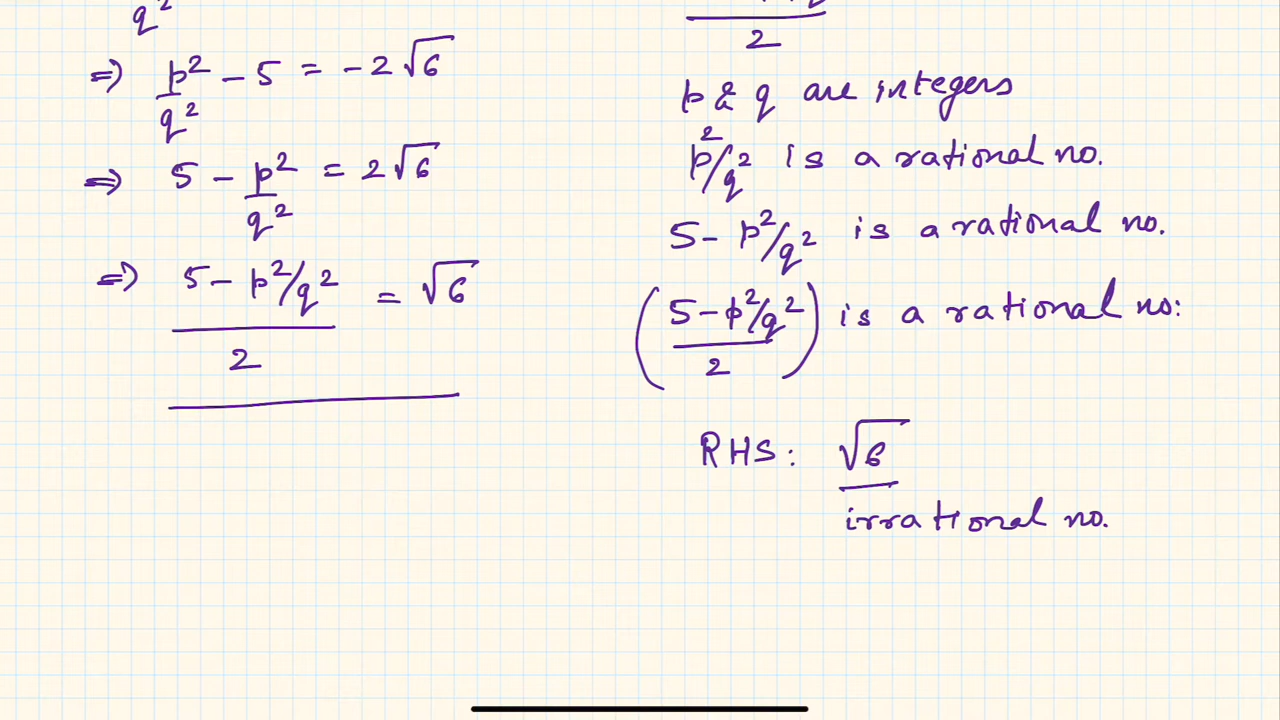 q²
⇒ p²/q² - 5 = -2√6
⇒ 5 - p²/q² = 2√6
⇒ (5 - p²/q²)/2 = √6
2
p & q are integers
p²/q² is a rational no.
5 - p²/q² is a rational no.
((5 - p²/q²)/2) is a rational no:
RHS: √6
irrational no.